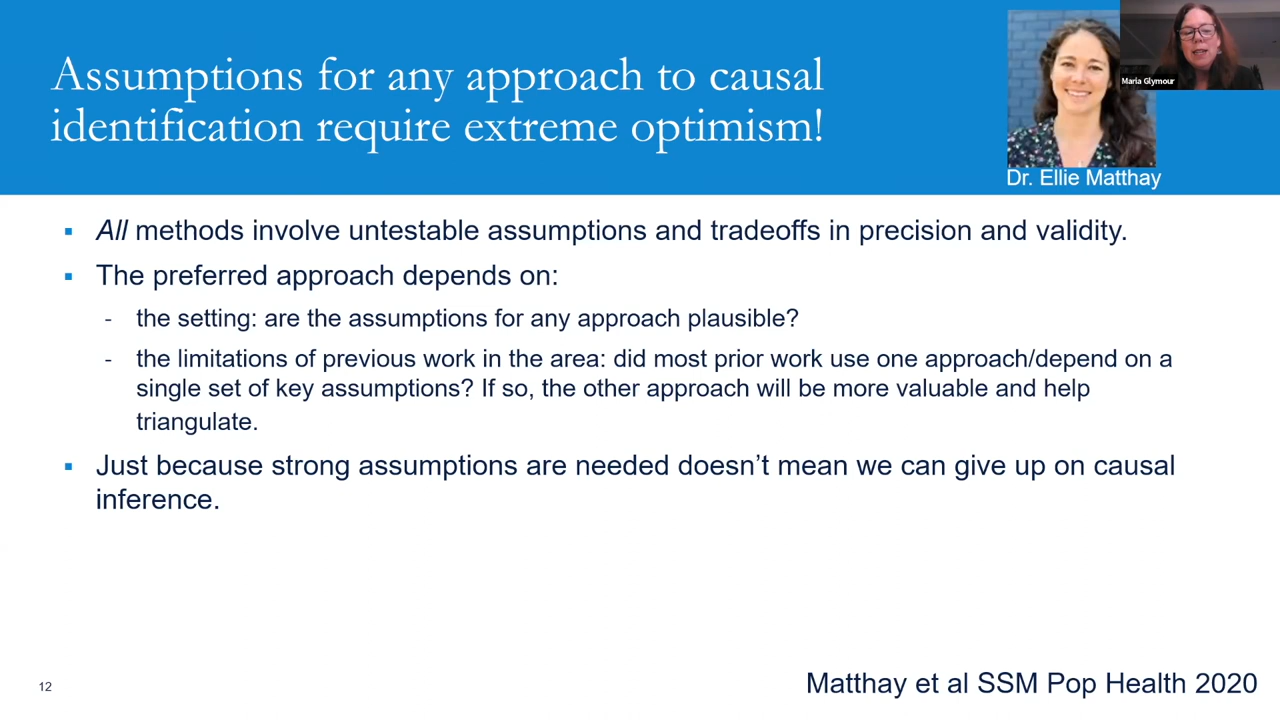 Assumptions for any approach to causal
identification require extreme optimism!
Maria Glymour
Dr. Ellie Matthay
▪ All methods involve untestable assumptions and tradeoffs in precision and validity.
▪ The preferred approach depends on:
- the setting: are the assumptions for any approach plausible?
- the limitations of previous work in the area: did most prior work use one approach/depend on a
single set of key assumptions? If so, the other approach will be more valuable and help
triangulate.
▪ Just because strong assumptions are needed doesn’t mean we can give up on causal
inference.
12
Matthay et al SSM Pop Health 2020